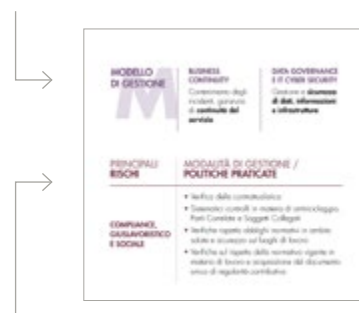 MODELLO
DI GESTIONE
M
BUSINESS
CONTINUITY
Contenimento degli
incidenti, garanzia
di continuità del
servizio
DATA GOVERNANCE
E IT CYBER SECURITY
Gestione e sicurezza
di dati, informazioni
e infrastrutture
PRINCIPALI
RISCHI
MODALITÀ DI GESTIONE /
POLITICHE PRATICATE
COMPLIANCE,
GIUSLAVORISTICO
E SOCIALE
• Verifica della contrattualistica
• Sistematici controlli in materia di antiriciclaggio,
Parti Correlate e Soggetti Collegati
• Verifiche rispetto obblighi normativi in ambito
salute e sicurezza sui luoghi di lavoro
• Verifiche sul rispetto della normativa vigente in
materia di lavoro e acquisizione del documento
unico di regolarità contributiva